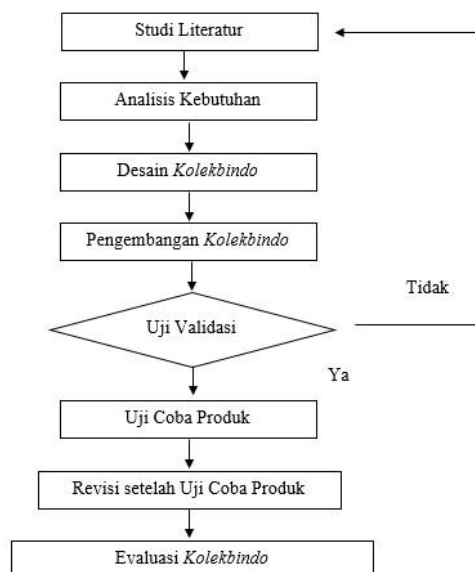 Studi Literatur
Analisis Kebutuhan
Desain Kolekbindo
Pengembangan Kolekbindo
Tidak
Uji Validasi
Ya
Uji Coba Produk
Revisi setelah Uji Coba Produk
Evaluasi Kolekbindo